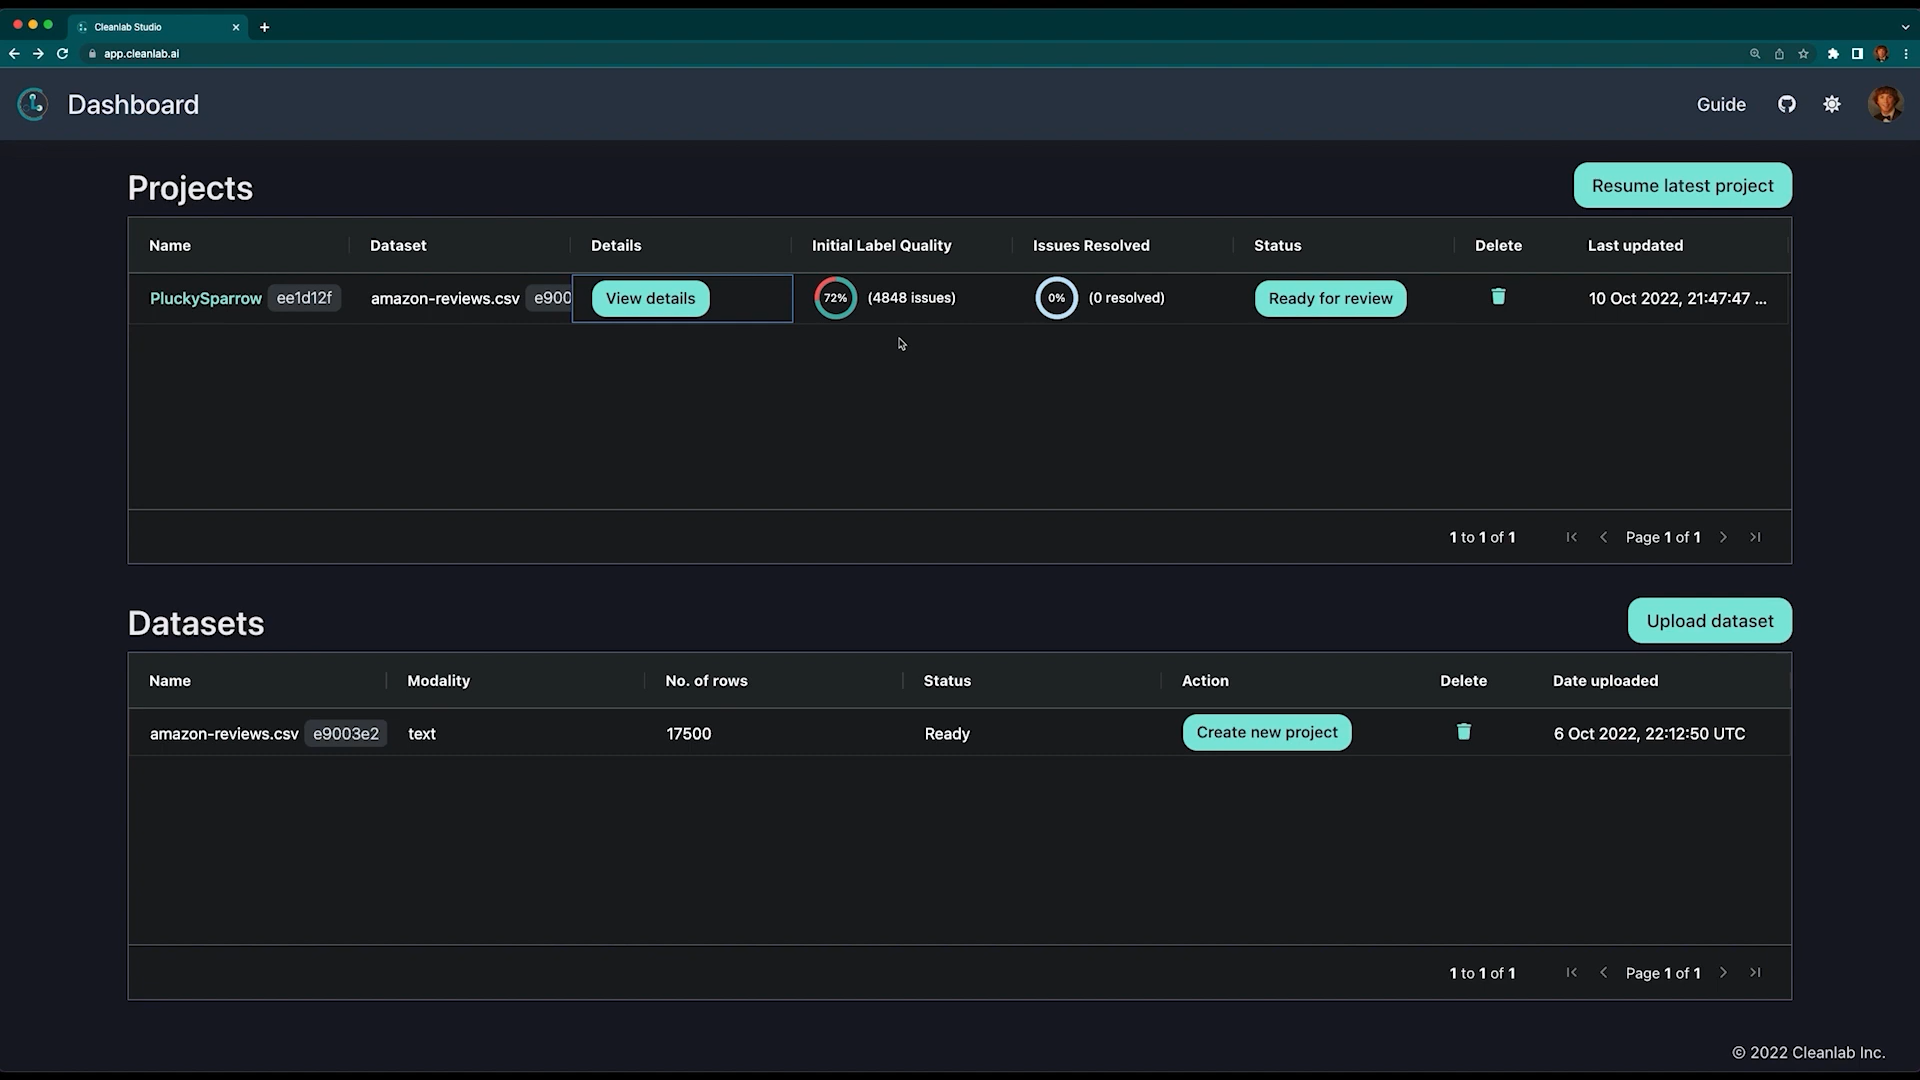 Cleanlab Studio
app.cleanlab.ai
Dashboard
Guide
Projects
Resume latest project
Name Dataset Details Initial Label Quality Issues Resolved Status Delete Last updated
PluckySparrow ee1d12f amazon-reviews.csv e900 View details 72% (4848 issues) 0% (0 resolved) Ready for review 10 Oct 2022, 21:47:47 ...
1 to 1 of 1 Page 1 of 1
Datasets
Upload dataset
Name Modality No. of rows Status Action Delete Date uploaded
amazon-reviews.csv e9003e2 text 17500 Ready Create new project 6 Oct 2022, 22:12:50 UTC
1 to 1 of 1 Page 1 of 1
© 2022 Cleanlab Inc.